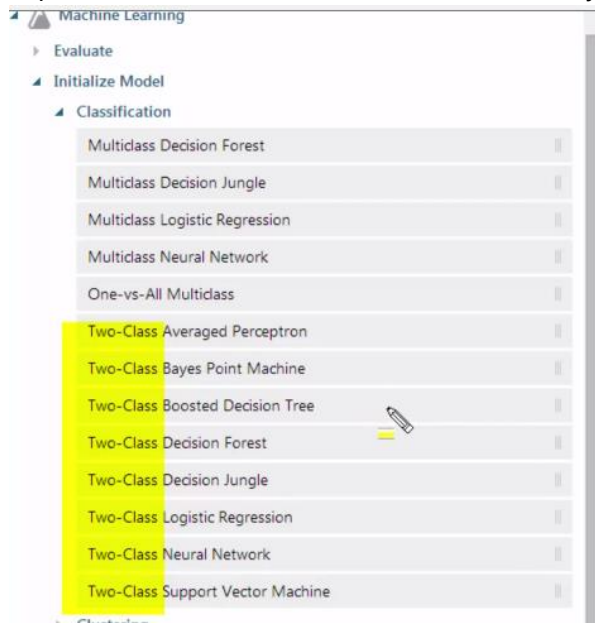 Machine Learning
Evaluate
Initialize Model
Classification
Multiclass Decision Forest
Multiclass Decision Jungle
Multiclass Logistic Regression
Multiclass Neural Network
One-vs-All Multiclass
Two-Class Averaged Perceptron
Two-Class Bayes Point Machine
Two-Class Boosted Decision Tree
Two-Class Decision Forest
Two-Class Decision Jungle
Two-Class Logistic Regression
Two-Class Neural Network
Two-Class Support Vector Machine
Clustering